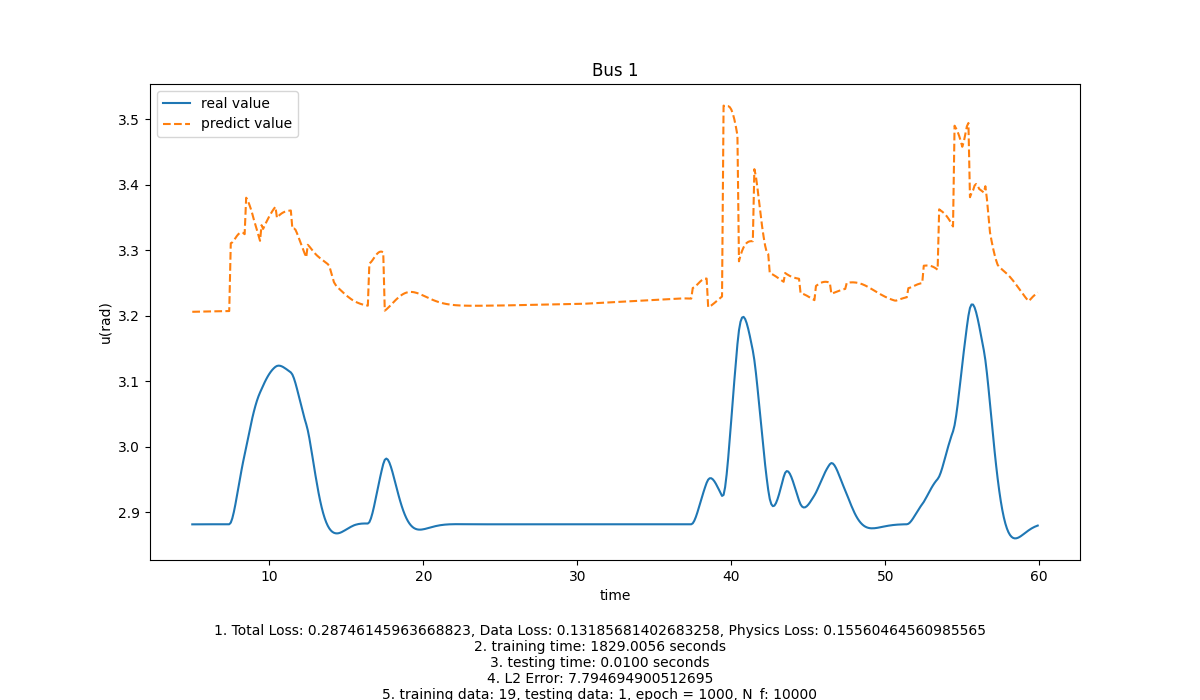 Bus 1
real value
predict value
3.5
3.4
3.3
3.2
3.1
3.0
2.9
u(rad)
10 20 30 40 50 60
time
1. Total Loss: 0.28746145963668823, Data Loss: 0.13185681402683258, Physics Loss: 0.15560464560985565
2. training time: 1829.0056 seconds
3. testing time: 0.0100 seconds
4. L2 Error: 7.794694900512695
5. training data: 19, testing data: 1, epoch = 1000, N_f: 10000